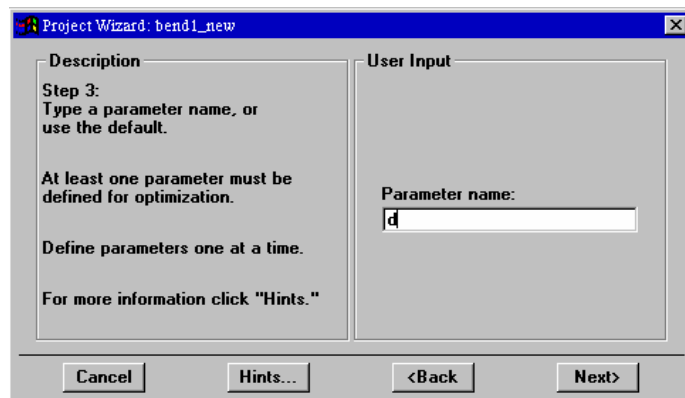 Project Wizard: bend1_new
Description
Step 3:
Type a parameter name, or
use the default.
At least one parameter must be
defined for optimization.
Define parameters one at a time.
For more information click "Hints."
User Input
Parameter name:
d
Cancel
Hints...
<Back
Next>